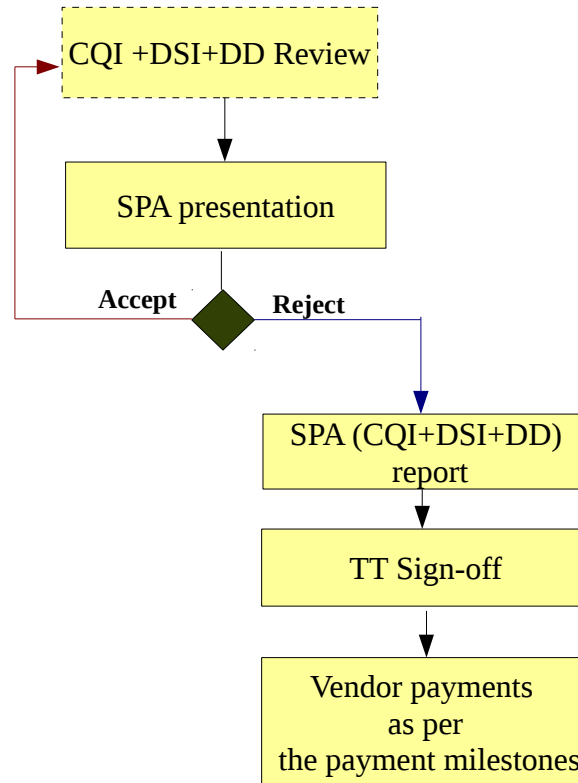 CQI +DSI+DD Review
SPA presentation
Accept
Reject
SPA (CQI+DSI+DD)
report
TT Sign-off
Vendor payments
as per
the payment milestones